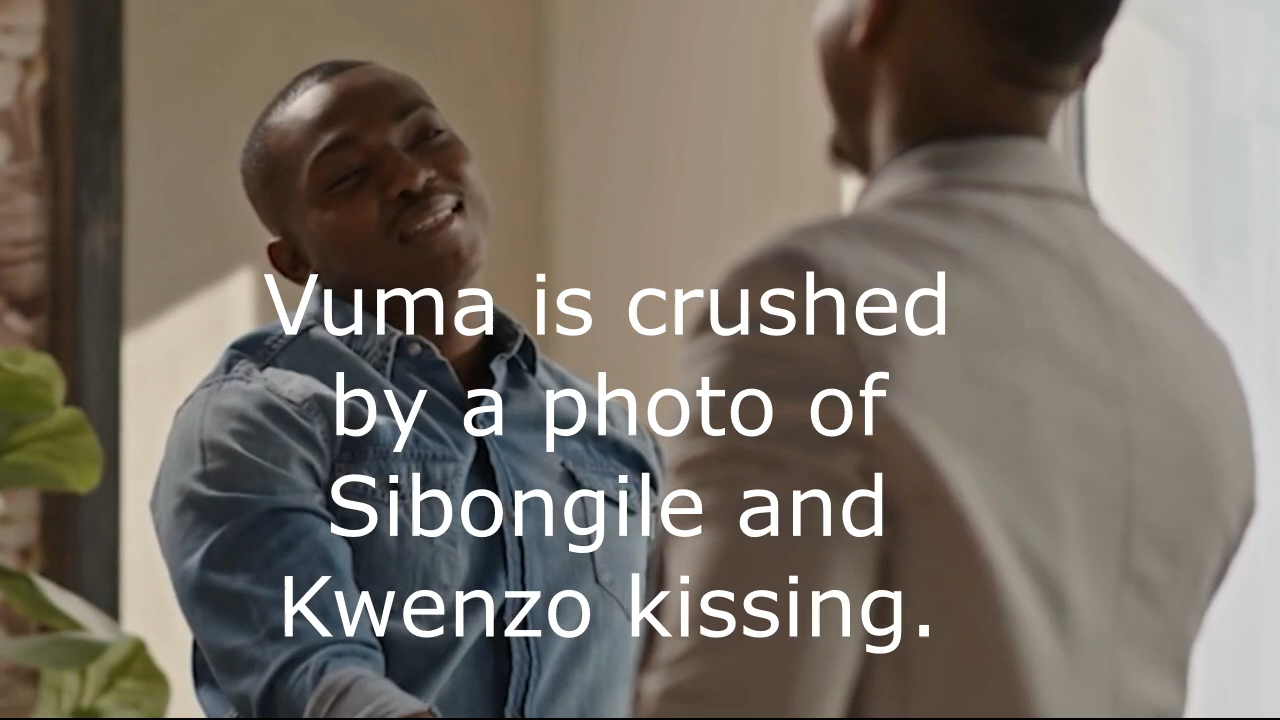 Vuma is crushed
by a photo of
Sibongile and
Kwenzo kissing.